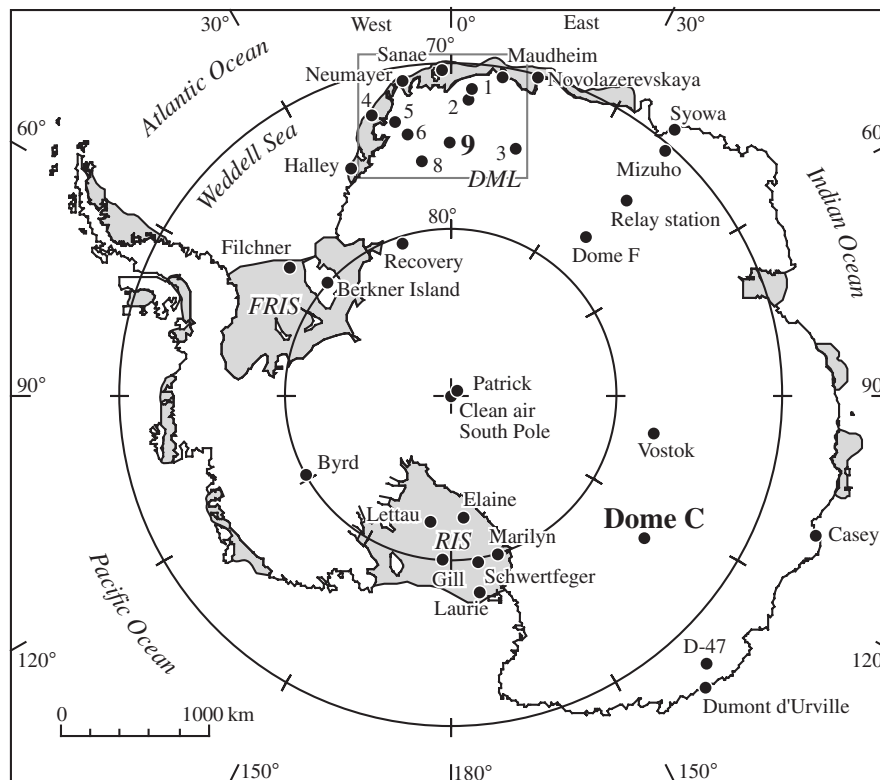 30°
West
0°
East
30°
Atlantic Ocean
70°
Sanae
Maudheim
Neumayer
Novolazerevskaya
1
2
4
5
6
Syowa
60°
Weddell Sea
9
3
60
Halley
8
DML
Mizuho
Indian Ocean
Relay station
80°
Filchner
Recovery
Dome F
Berkner Island
FRIS
90°
Patrick
90
Clean air
South Pole
Vostok
Byrd
Elaine
Lettau
Dome C
RIS
Marilyn
Casey
Pacific Ocean
Gill
Schwertfeger
Laurie
D-47
120°
120
0
1000 km
Dumont d'Urville
150°
180°
150°